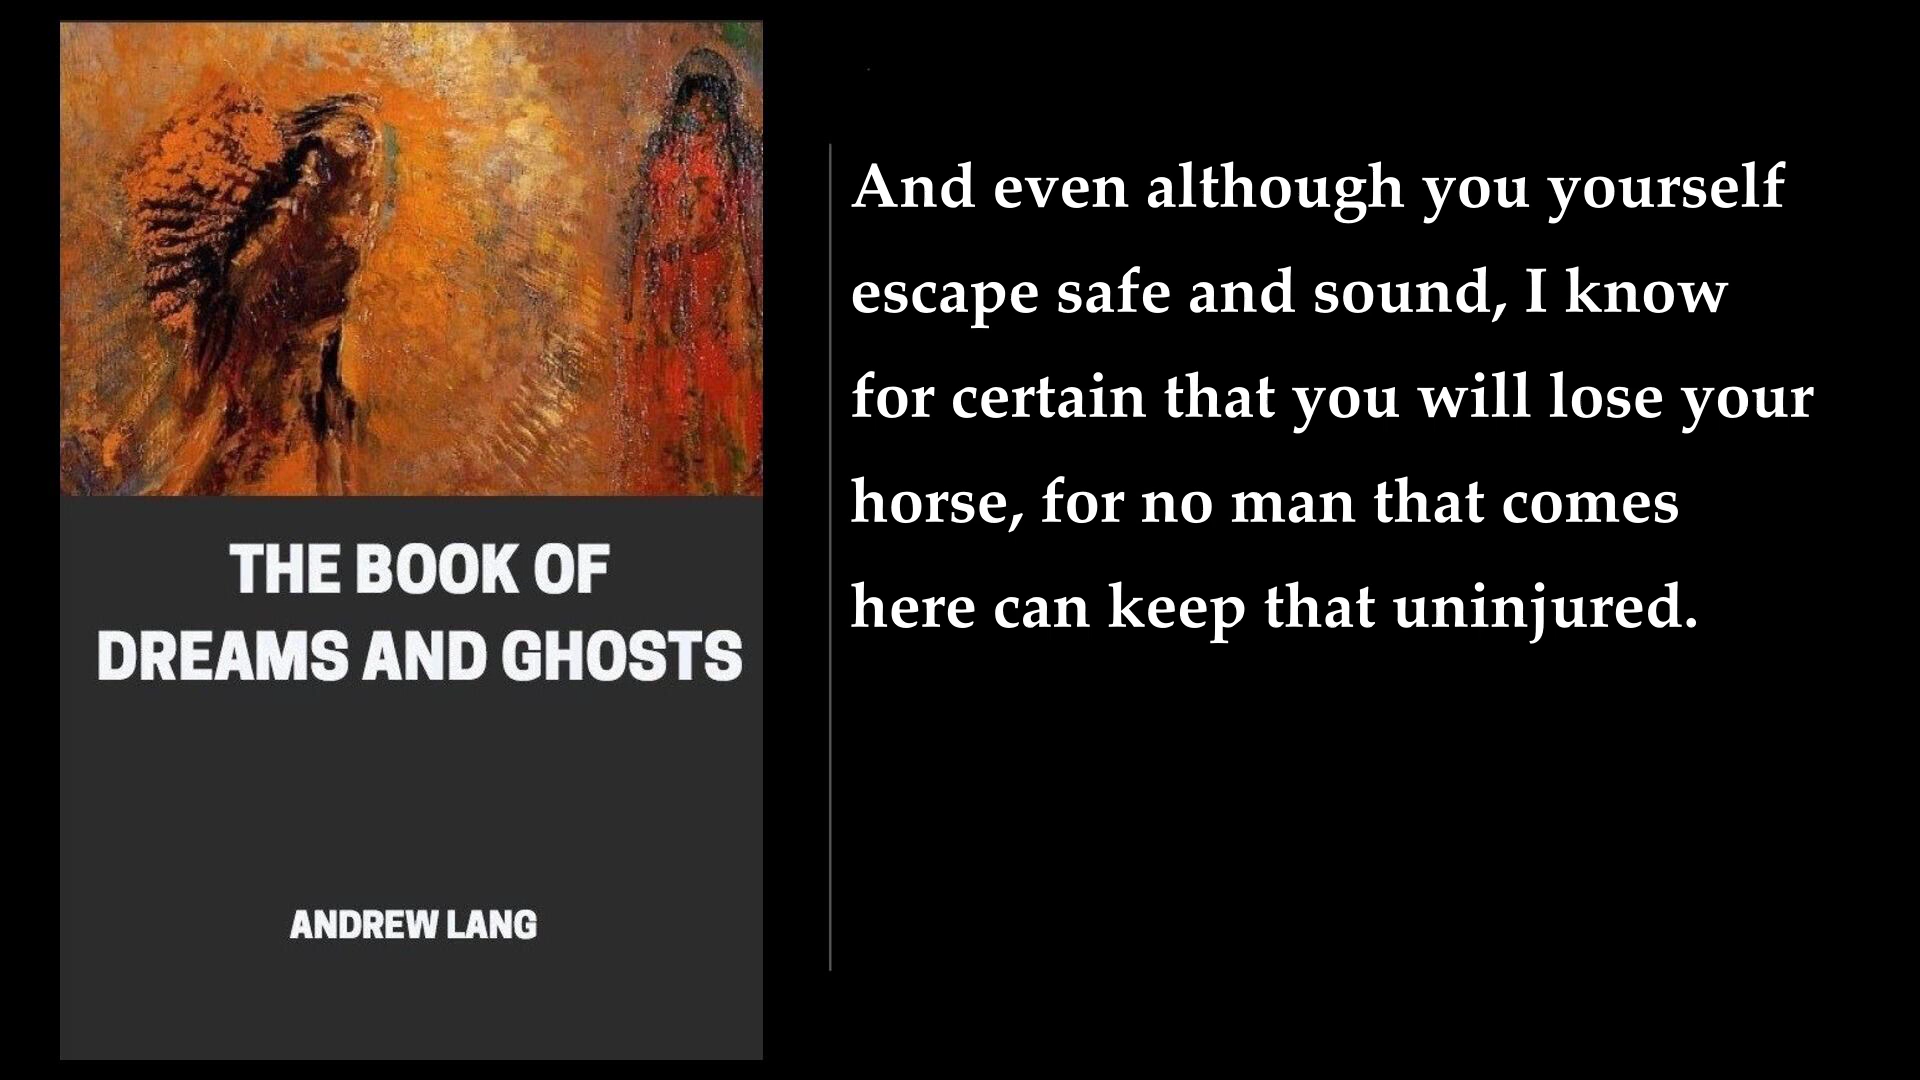 THE BOOK OF
DREAMS AND GHOSTS
ANDREW LANG
And even although you yourself
escape safe and sound, I know
for certain that you will lose your
horse, for no man that comes
here can keep that uninjured.